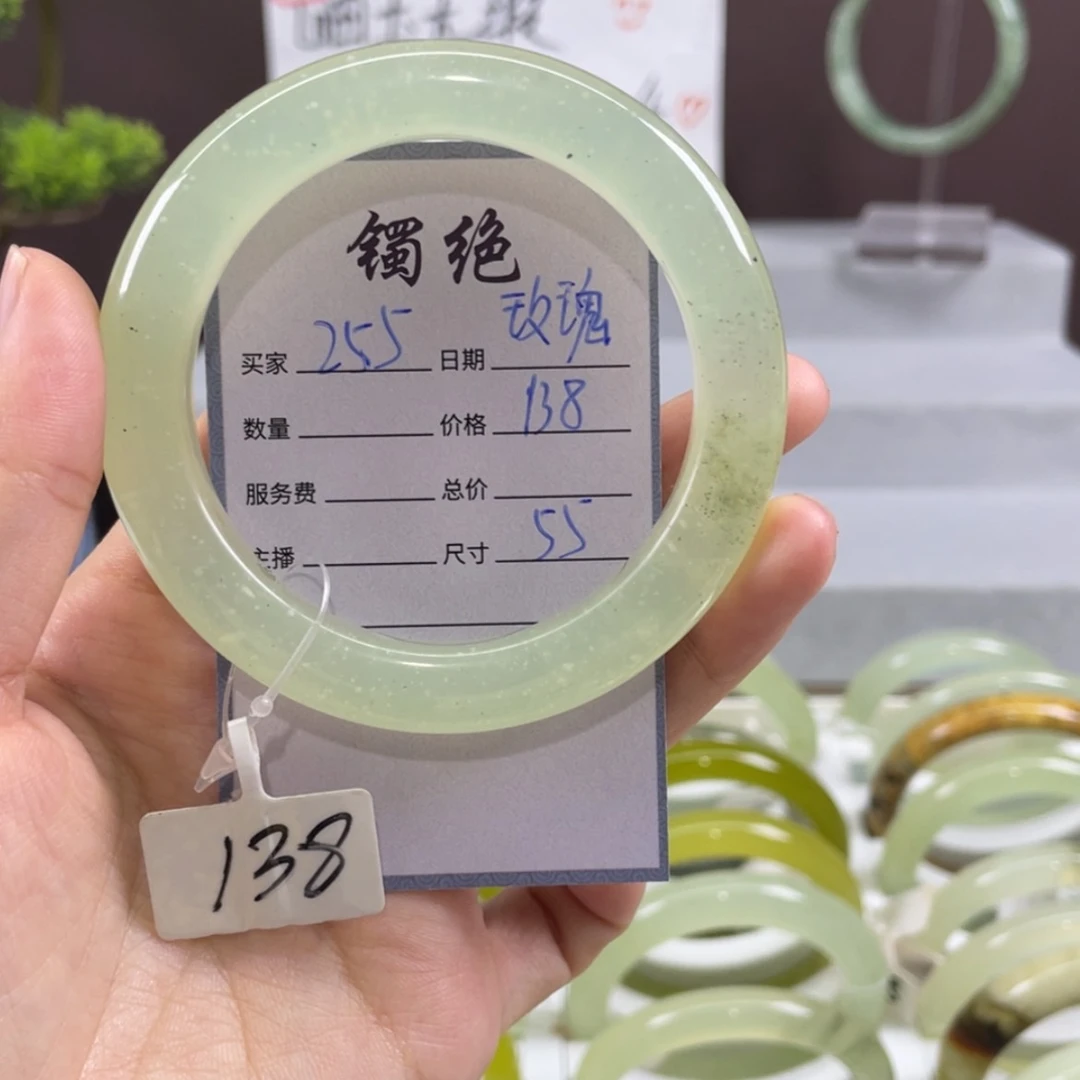 镯绝
买家 255 日期 玫瑰
数量 价格 138
服务费 总价
主播 尺寸 55
138